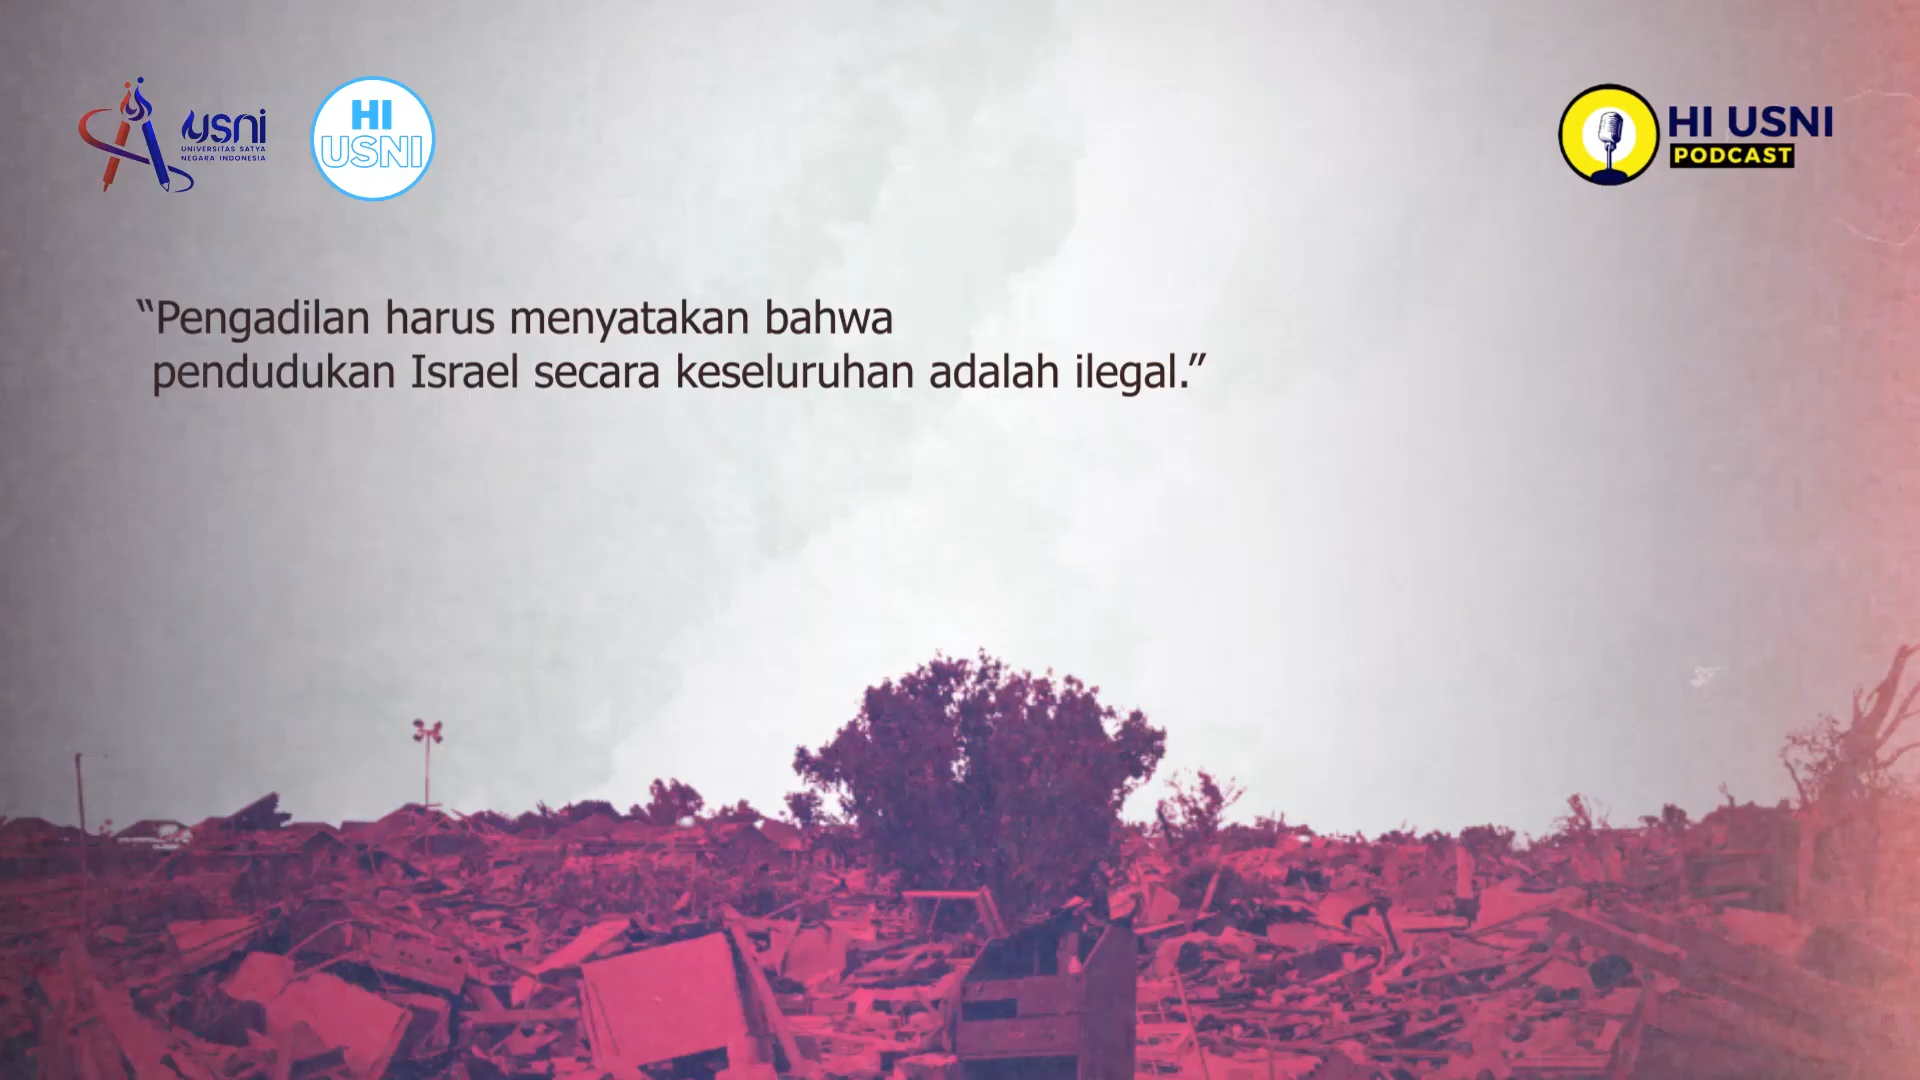 usni
UNIVERSITAS SATYA
NEGARA INDONESIA
HI
USNI
HI USNI
PODCAST
“Pengadilan harus menyatakan bahwa
pendudukan Israel secara keseluruhan adalah ilegal.”